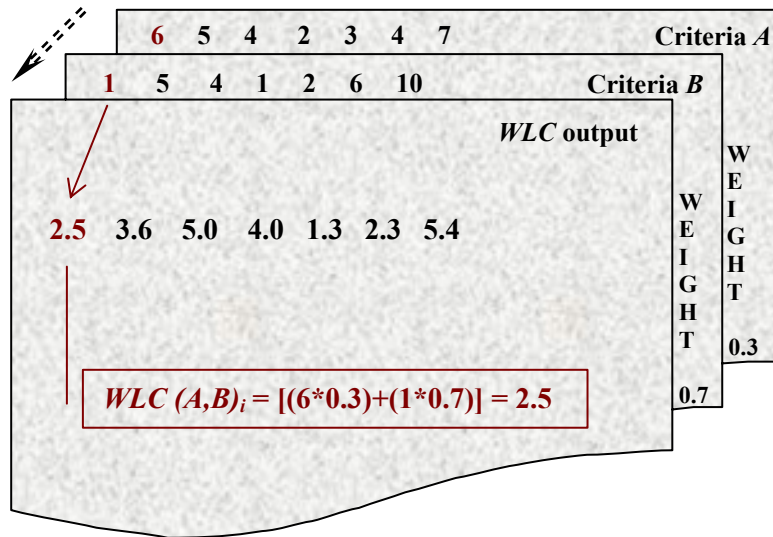 6 5 4 2 3 4 7 Criteria A
1 5 4 1 2 6 10 Criteria B
WLC output
2.5 3.6 5.0 4.0 1.3 2.3 5.4
WLC (A,B)i = [(6*0.3)+(1*0.7)] = 2.5
WEIGHT
0.7
WEIGHT
0.3